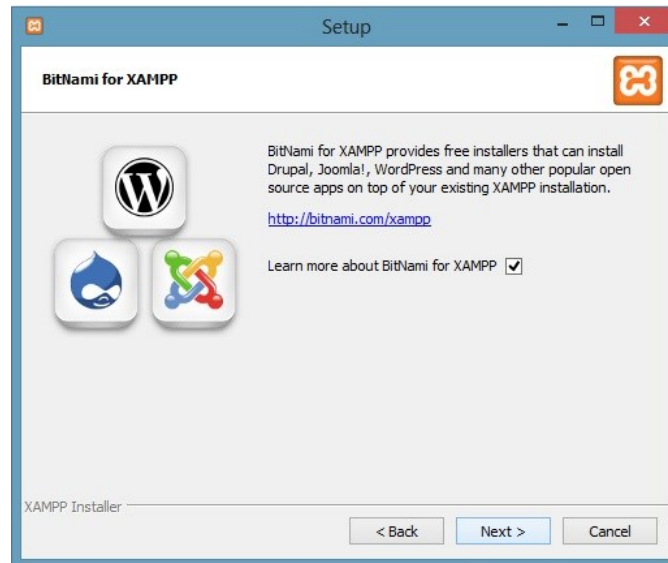 Setup
BitNami for XAMPP
BitNami for XAMPP provides free installers that can install
Drupal, Joomla!, WordPress and many other popular open
source apps on top of your existing XAMPP installation.
http://bitnami.com/xampp
Learn more about BitNami for XAMPP
XAMPP Installer
< Back Next > Cancel